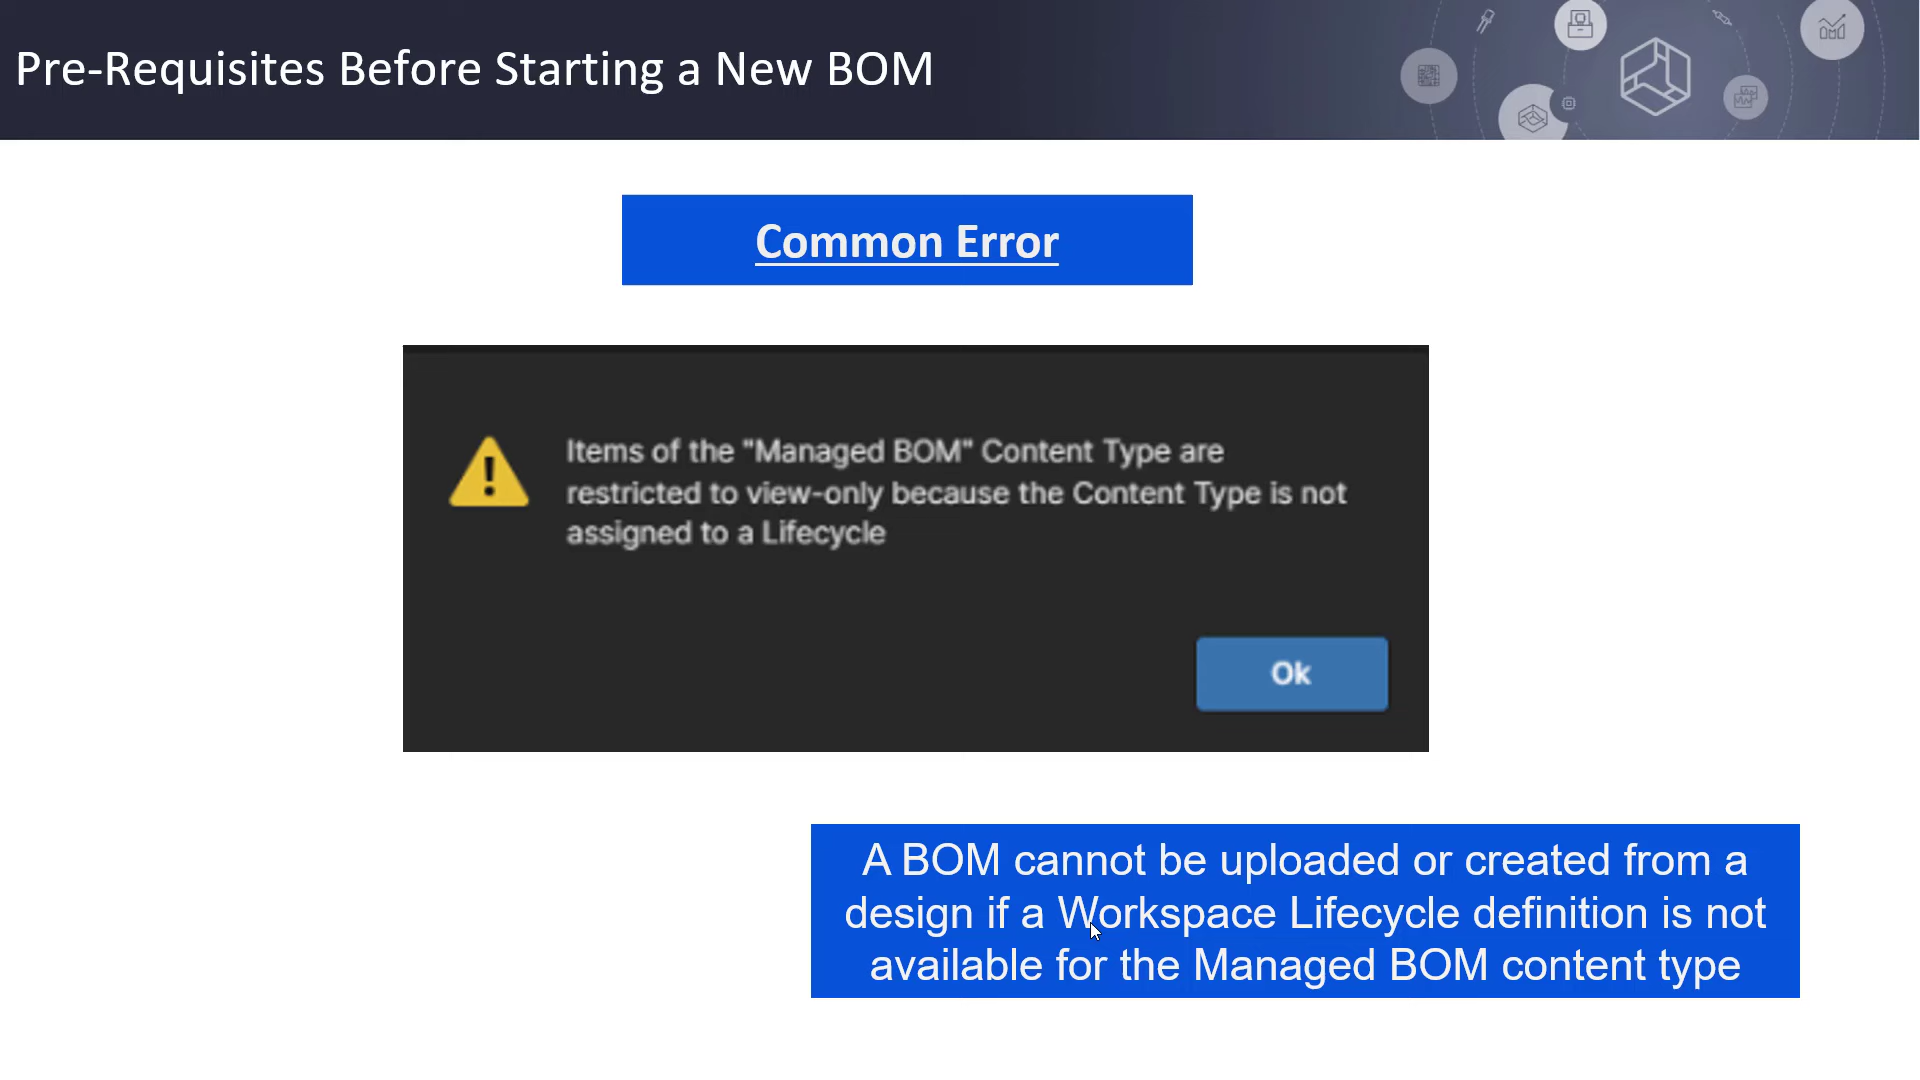 Pre-Requisites Before Starting a New BOM
Common Error
Items of the "Managed BOM" Content Type are
restricted to view-only because the Content Type is not
assigned to a Lifecycle
Ok
A BOM cannot be uploaded or created from a
design if a Workspace Lifecycle definition is not
available for the Managed BOM content type